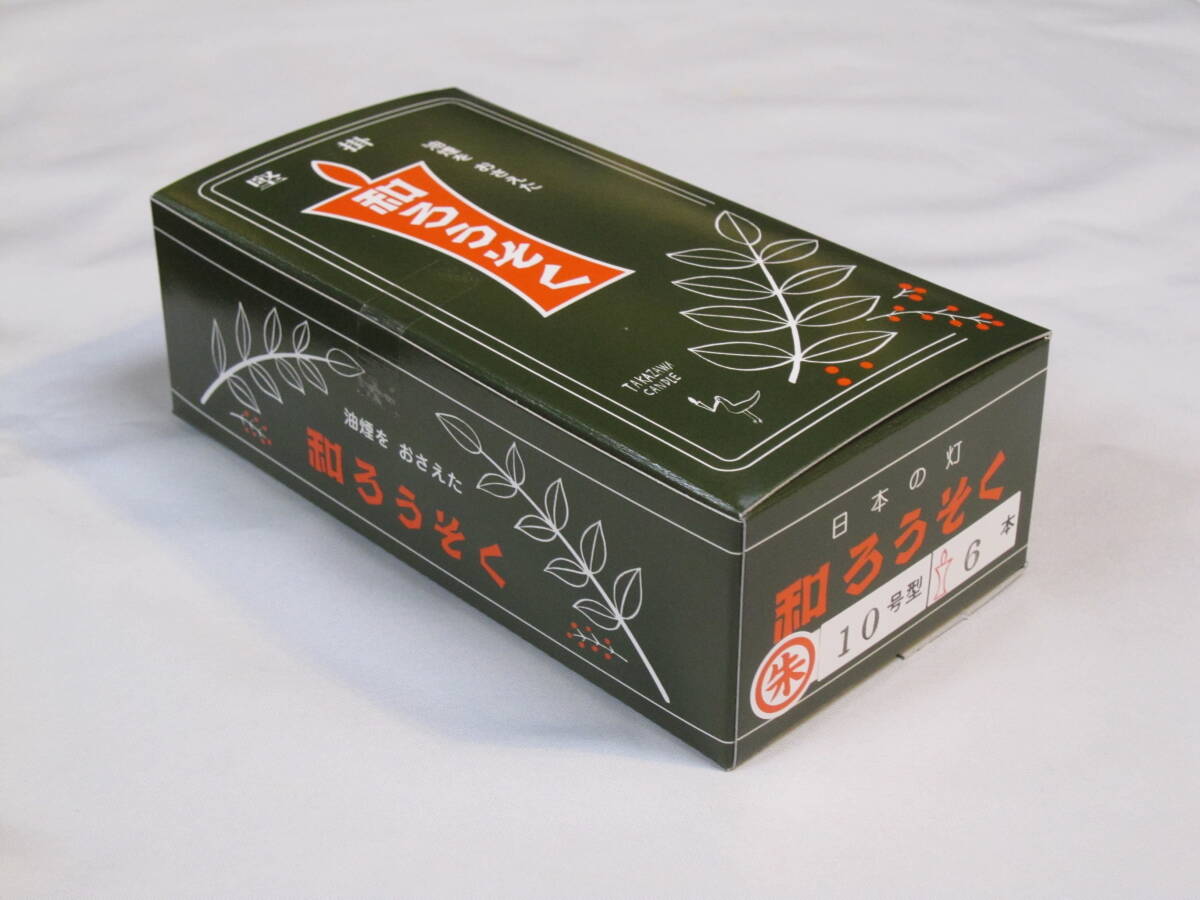 堅掛
油煙を おさえた
和ろうそく
TAKAZAWA
CANDLE
油煙を おさえた
和ろうそく
日本の灯
和ろうそく
朱 10号型 6本